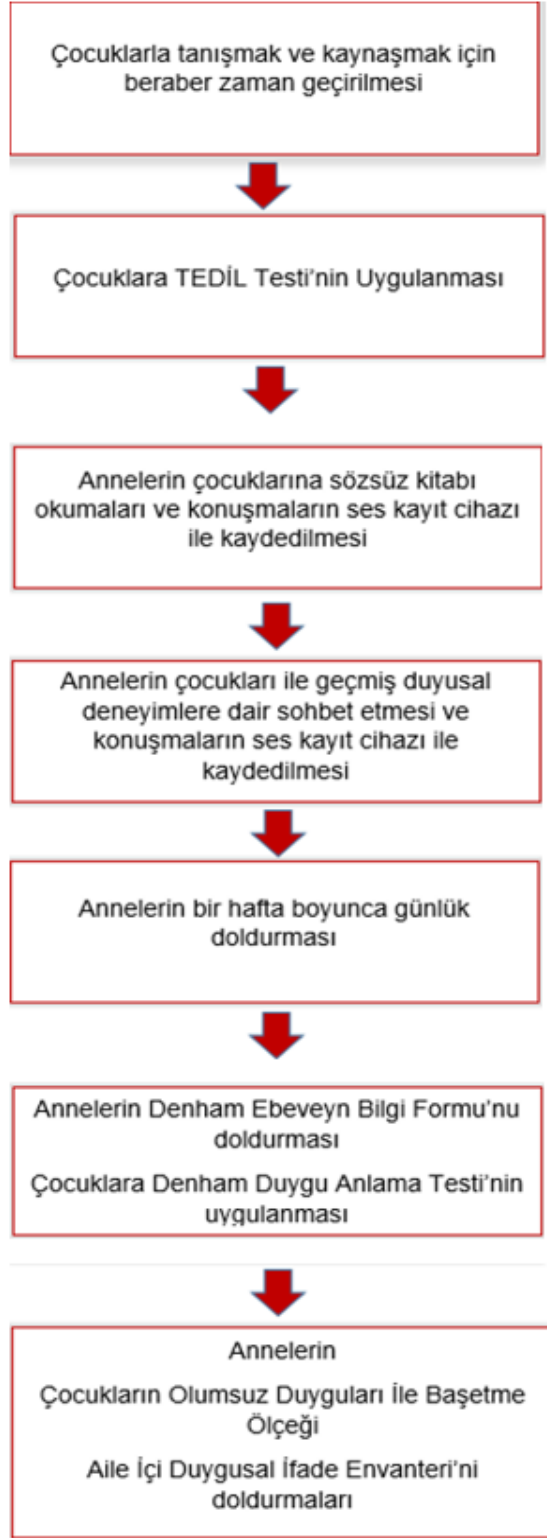 Çocuklarla tanışmak ve kaynaşmak için
beraber zaman geçirilmesi
Çocuklara TEDİL Testi'nin Uygulanması
Annelerin çocuklarına sözsüz kitabı
okumaları ve konuşmaların ses kayıt cihazı
ile kaydedilmesi
Annelerin çocukları ile geçmiş duyusal
deneyimlere dair sohbet etmesi ve
konuşmaların ses kayıt cihazı ile
kaydedilmesi
Annelerin bir hafta boyunca günlük
doldurması
Annelerin Denham Ebeveyn Bilgi Formu'nu
doldurması
Çocuklara Denham Duygu Anlama Testi'nin
uygulanması
Annelerin
Çocukların Olumsuz Duyguları İle Başetme
Ölçeği
Aile İçi Duygusal İfade Envanteri'ni
doldurmaları